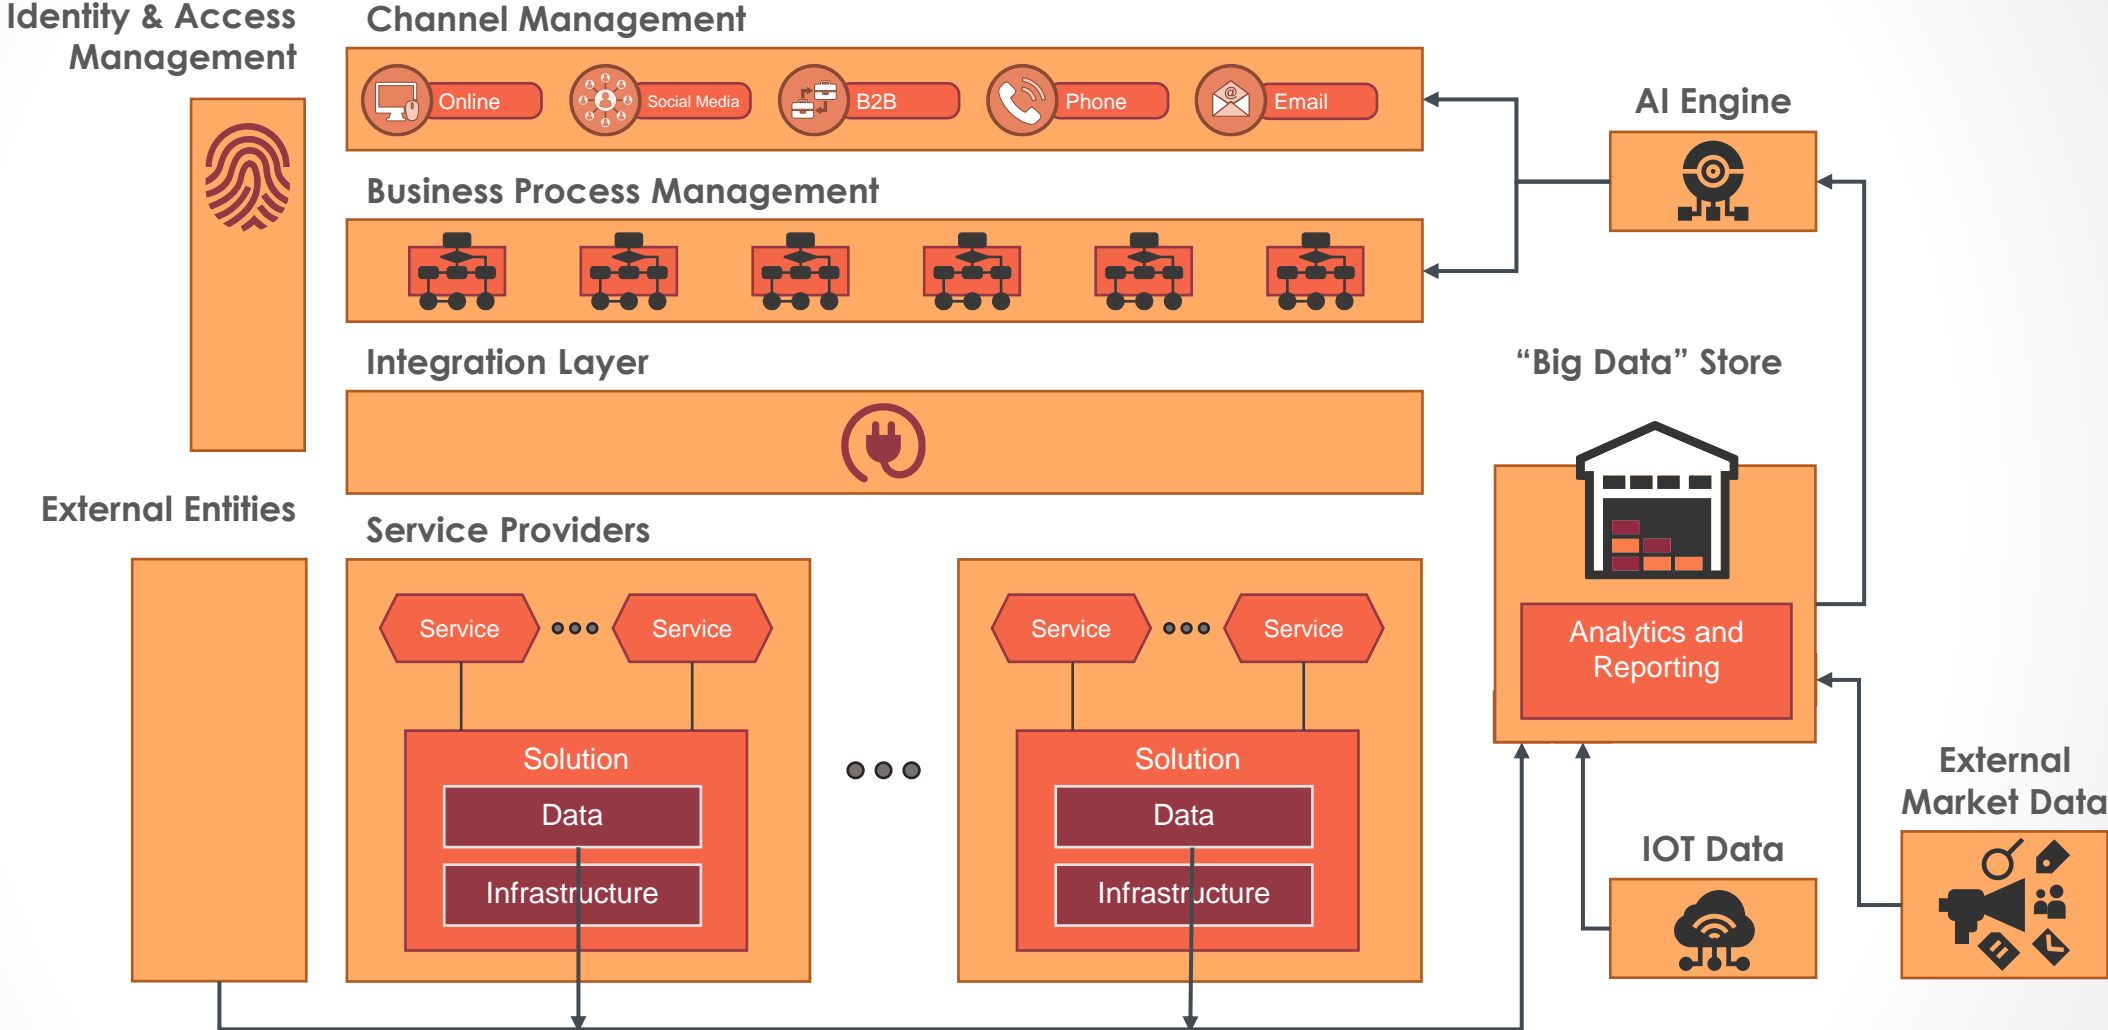 Identity & Access
Management
Channel Management
Online
Social Media
B2B
Phone
Email
AI Engine
Business Process Management
Integration Layer
“Big Data” Store
External Entities
Service Providers
Service
Service
Service
Service
Analytics and
Reporting
Solution
Solution
Data
Data
Infrastructure
Infrastructure
External
Market Data
IOT Data